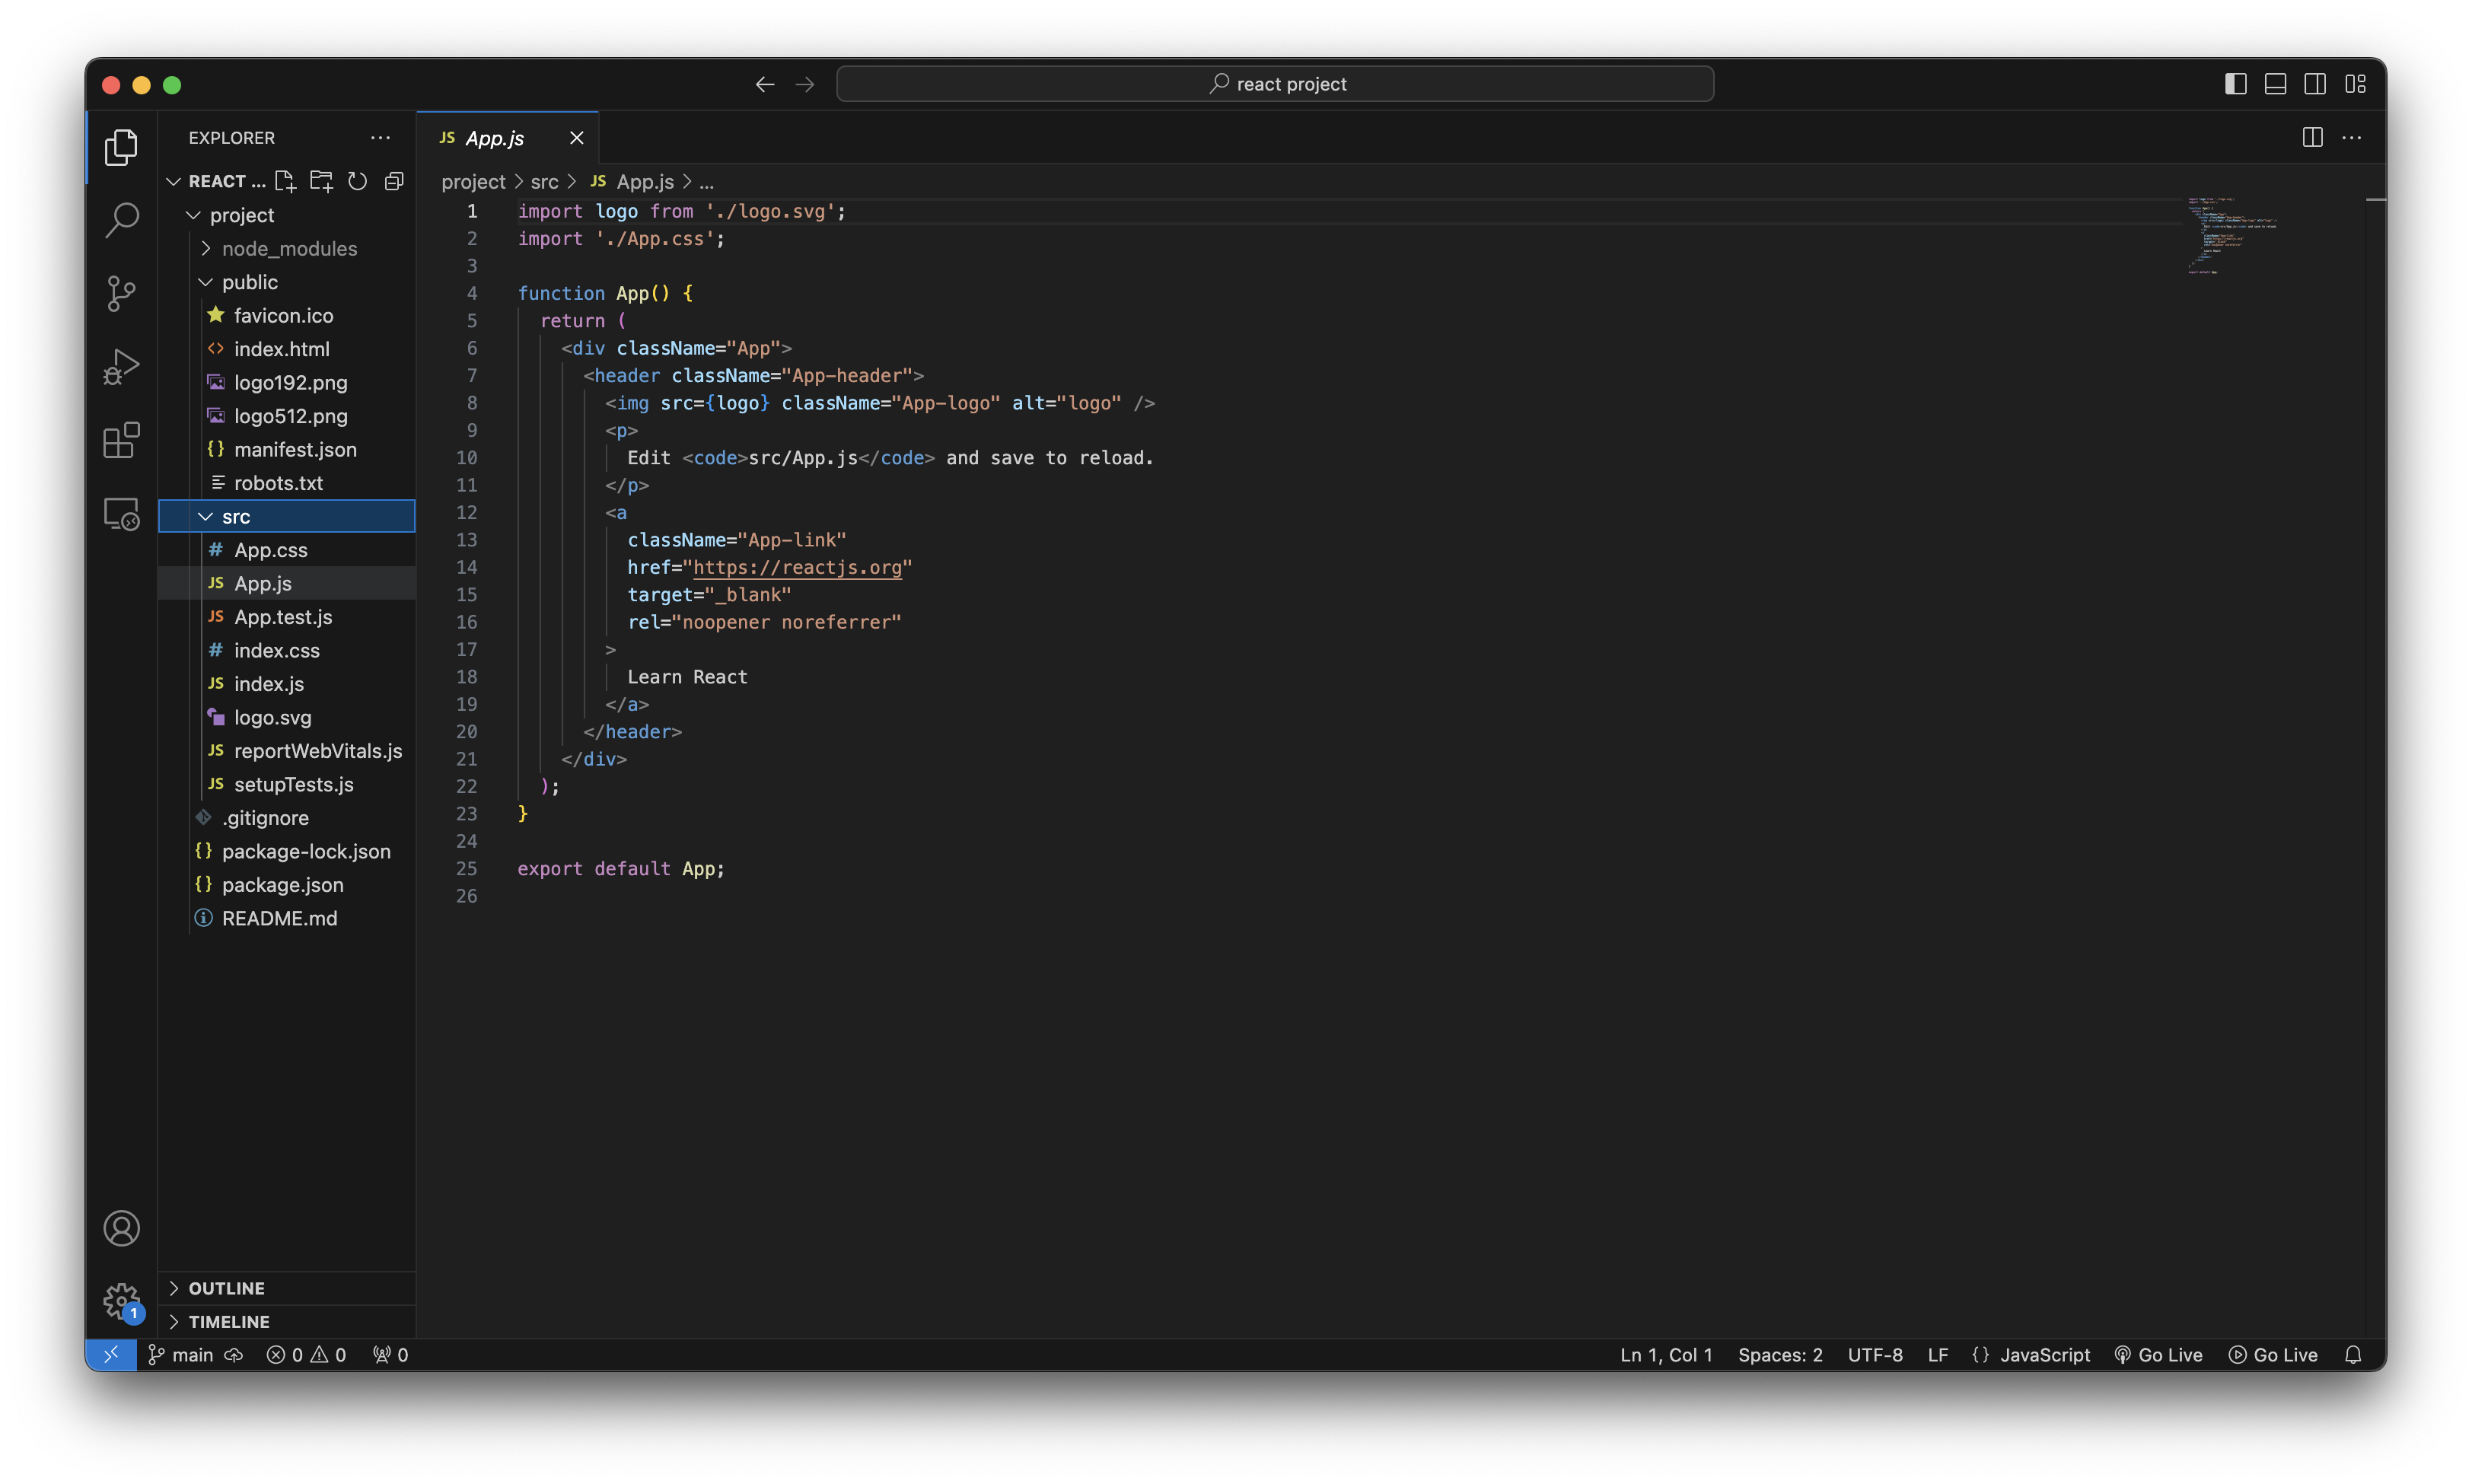 react project
EXPLORER
REACT ...
project
node_modules
public
favicon.ico
index.html
logo192.png
logo512.png
manifest.json
robots.txt
src
# App.css
JS App.js
JS App.test.js
# index.css
JS index.js
logo.svg
JS reportWebVitals.js
JS setupTests.js
.gitignore
{} package-lock.json
{} package.json
README.md
OUTLINE
TIMELINE
1
JS App.js
project > src > JS App.js > ...
1 import logo from './logo.svg';
2 import './App.css';
3
4 function App() {
5 return (
6 <div className="App">
7 <header className="App-header">
8 <img src={logo} className="App-logo" alt="logo" />
9 <p>
10 Edit <code>src/App.js</code> and save to reload.
11 </p>
12 <a
13 className="App-link"
14 href="https://reactjs.org"
15 target="_blank"
16 rel="noopener noreferrer"
17 >
18 Learn React
19 </a>
20 </header>
21 </div>
22 );
23 }
24
25 export default App;
26
main 0 0 0 Ln 1, Col 1 Spaces: 2 UTF-8 LF {} JavaScript Go Live Go Live